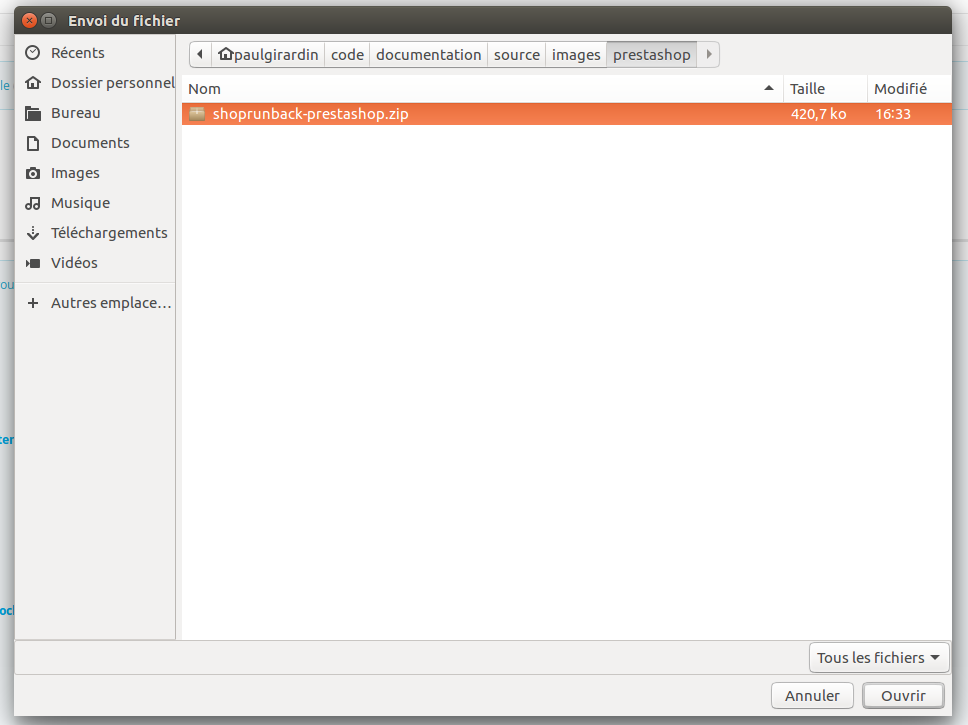 Envoi du fichier
Récents
Dossier personnel
Bureau
Documents
Images
Musique
Téléchargements
Vidéos
Autres emplace…
paulgirardin code documentation source images prestashop
Nom Taille Modifié
shoprunback-prestashop.zip 420,7 ko 16:33
Tous les fichiers
Annuler Ouvrir